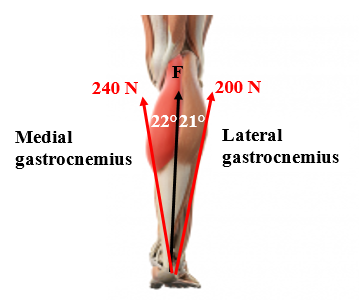 F
240 N
200 N
22° 21°
Medial
gastrocnemius
Lateral
gastrocnemius